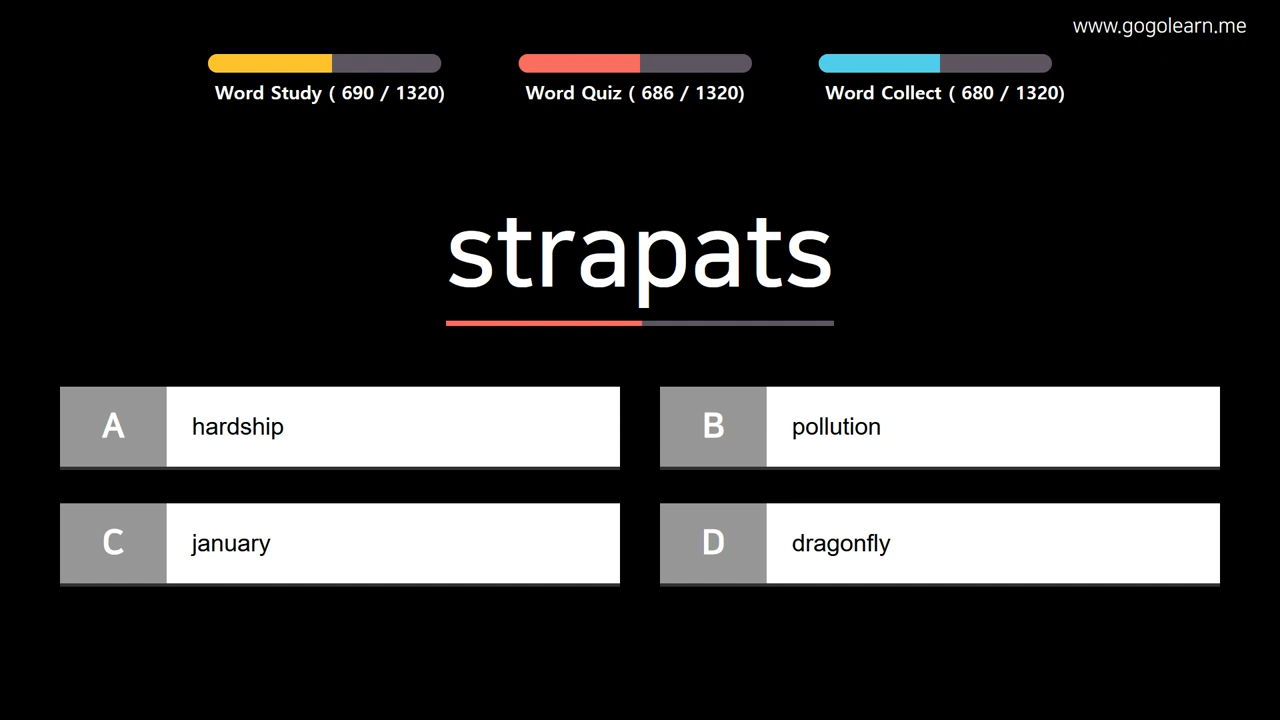 www.gogolearn.me
Word Study ( 690 / 1320)
Word Quiz ( 686 / 1320)
Word Collect ( 680 / 1320)
strapats
A hardship
B pollution
C january
D dragonfly